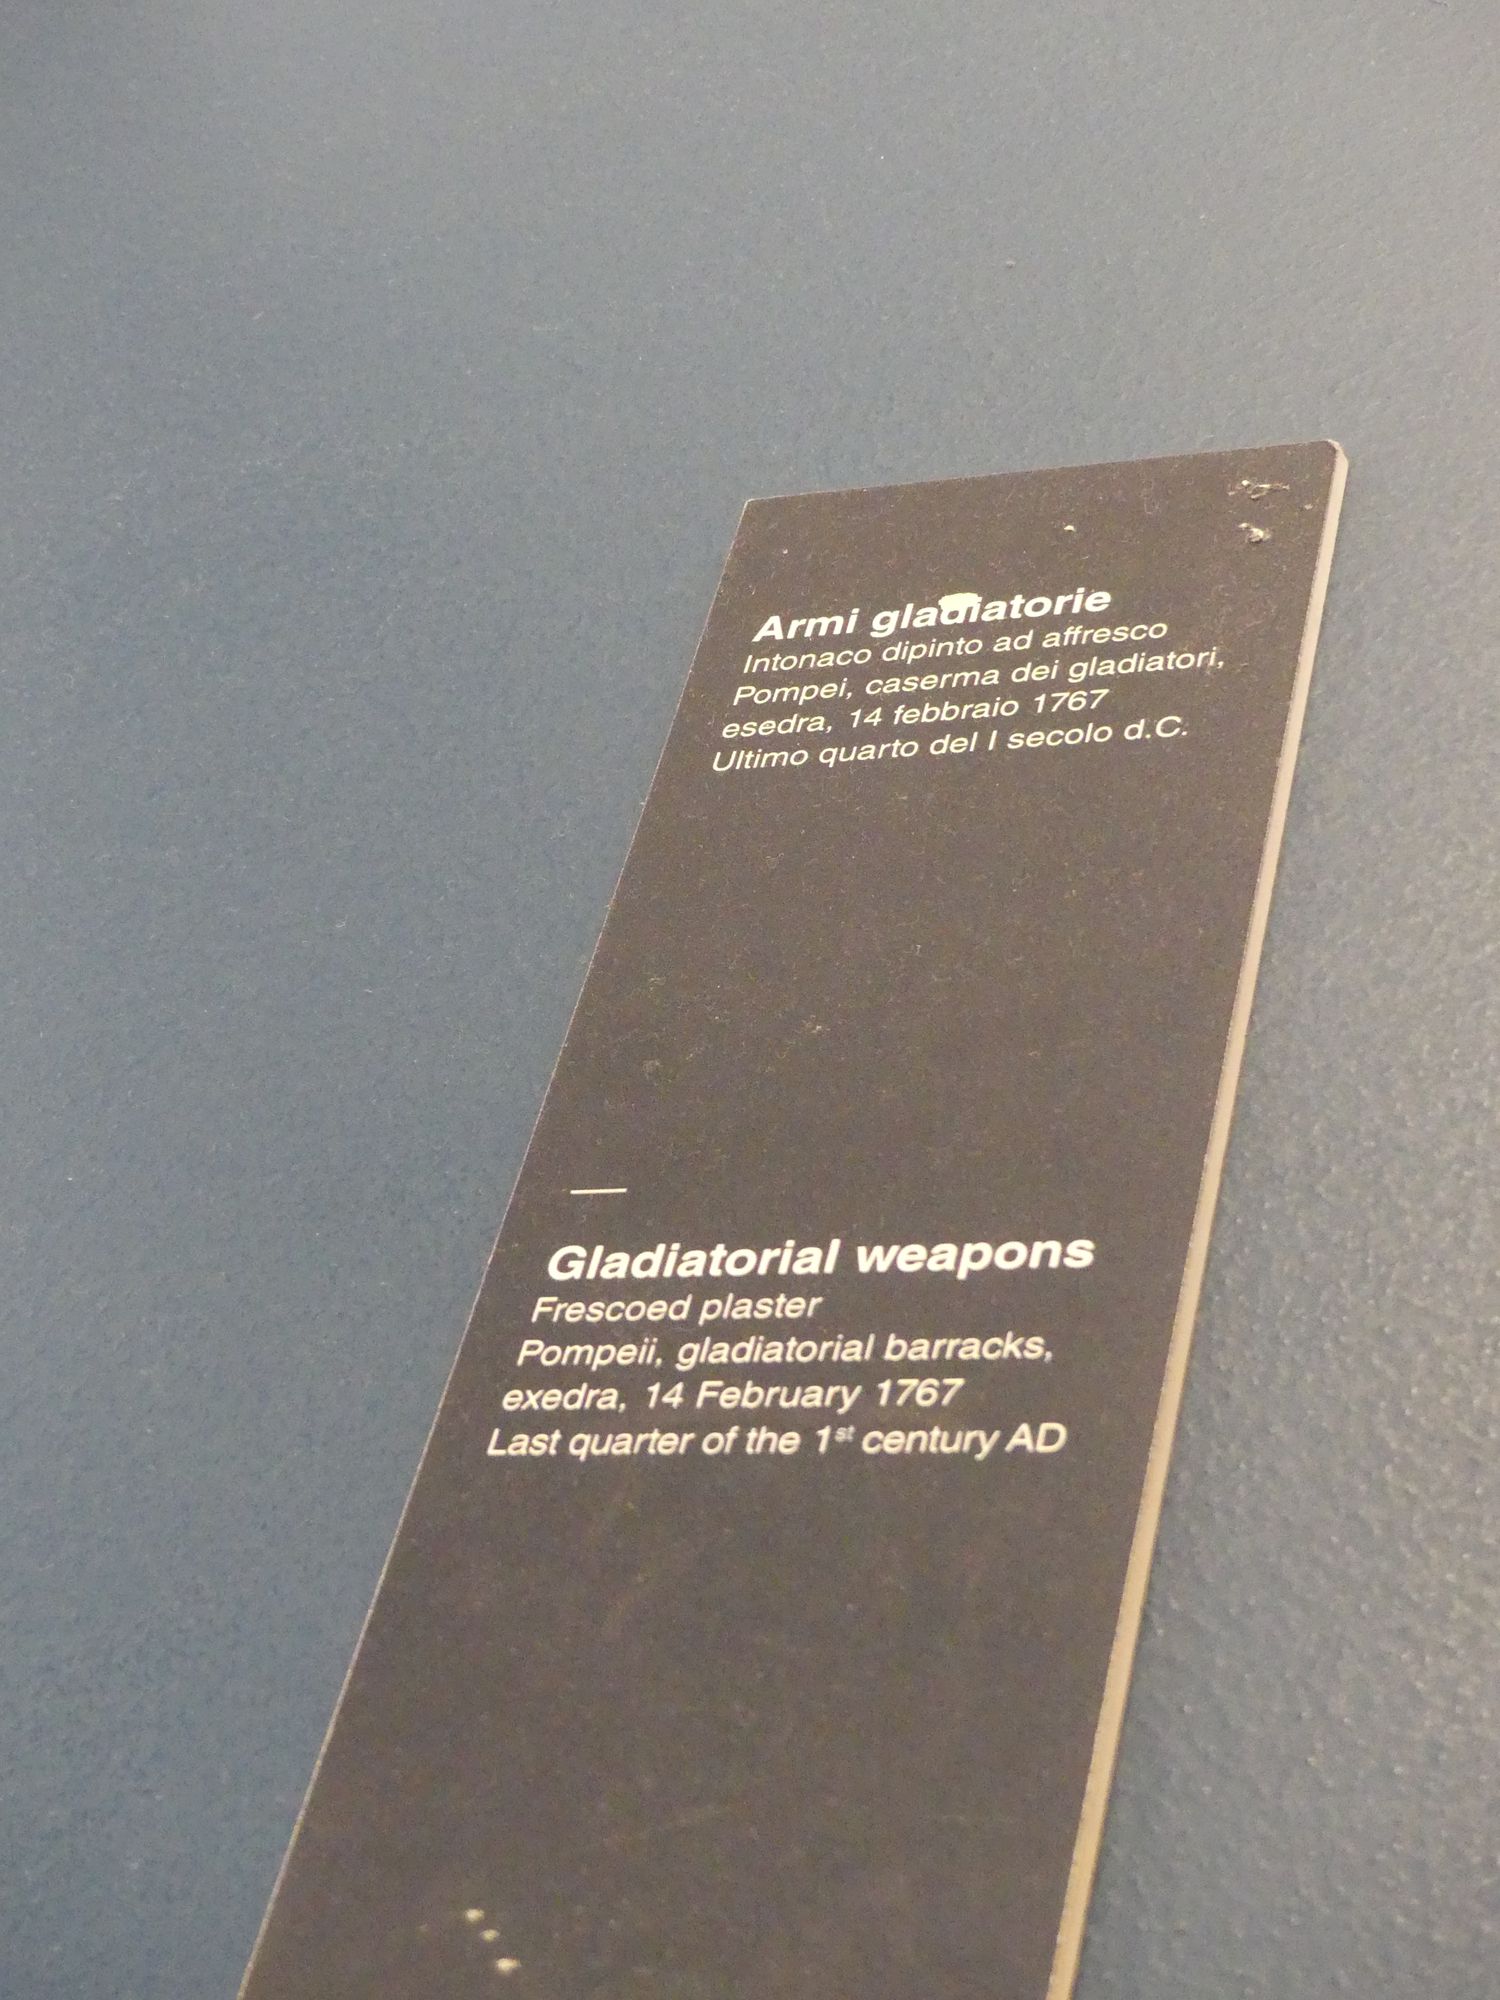 Armi gladiatorie
Intonaco dipinto ad affresco
Pompei, caserma dei gladiatori,
esedra, 14 febbraio 1767
Ultimo quarto del I secolo d.C.
Gladiatorial weapons
Frescoed plaster
Pompeii, gladiatorial barracks,
exedra, 14 February 1767
Last quarter of the 1st century AD